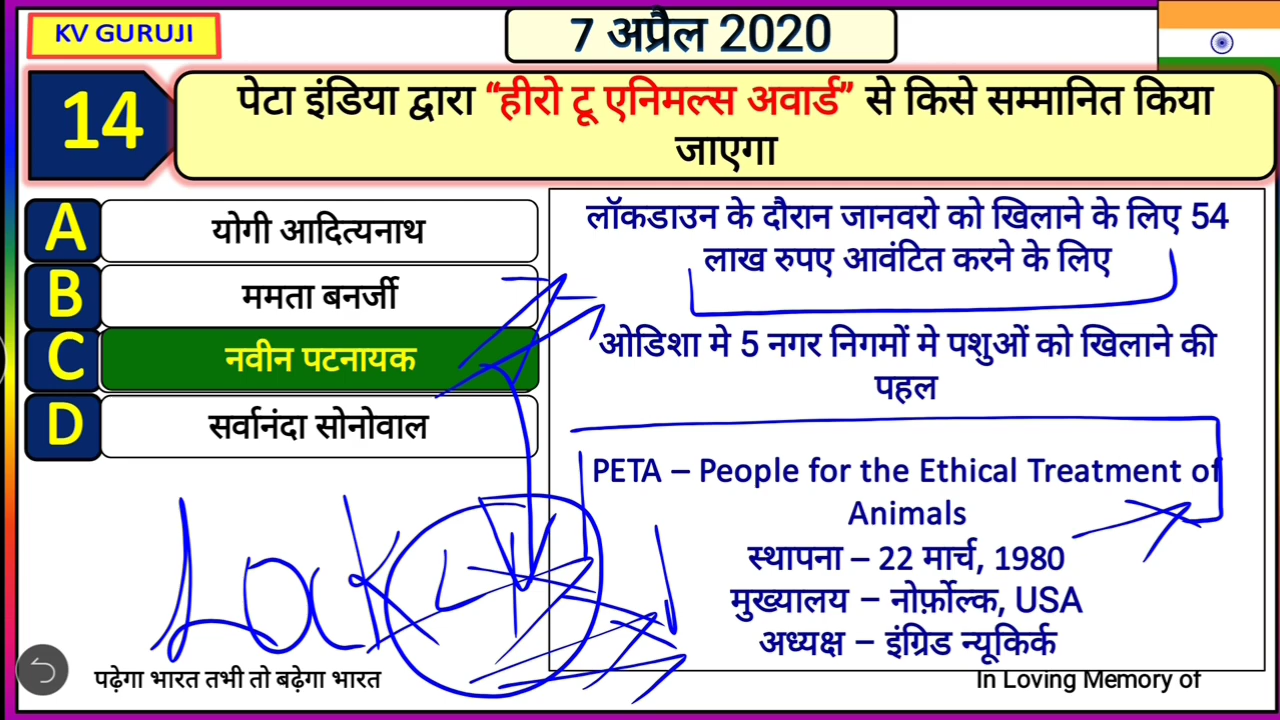 KV GURUJI
7 अप्रैल 2020
14
पेटा इंडिया द्वारा “हीरो टू एनिमल्स अवार्ड” से किसे सम्मानित किया
जाएगा
A योगी आदित्यनाथ
B ममता बनर्जी
C नवीन पटनायक
D सर्वानंदा सोनोवाल
लॉकडाउन के दौरान जानवरो को खिलाने के लिए 54
लाख रुपए आवंटित करने के लिए
ओडिशा मे 5 नगर निगमों मे पशुओं को खिलाने की
पहल
PETA – People for the Ethical Treatment of
Animals
स्थापना – 22 मार्च, 1980
मुख्यालय – नोर्फ़ोल्क, USA
अध्यक्ष – इंग्रिड न्यूकिर्क
पढ़ेगा भारत तभी तो बढ़ेगा भारत
In Loving Memory of